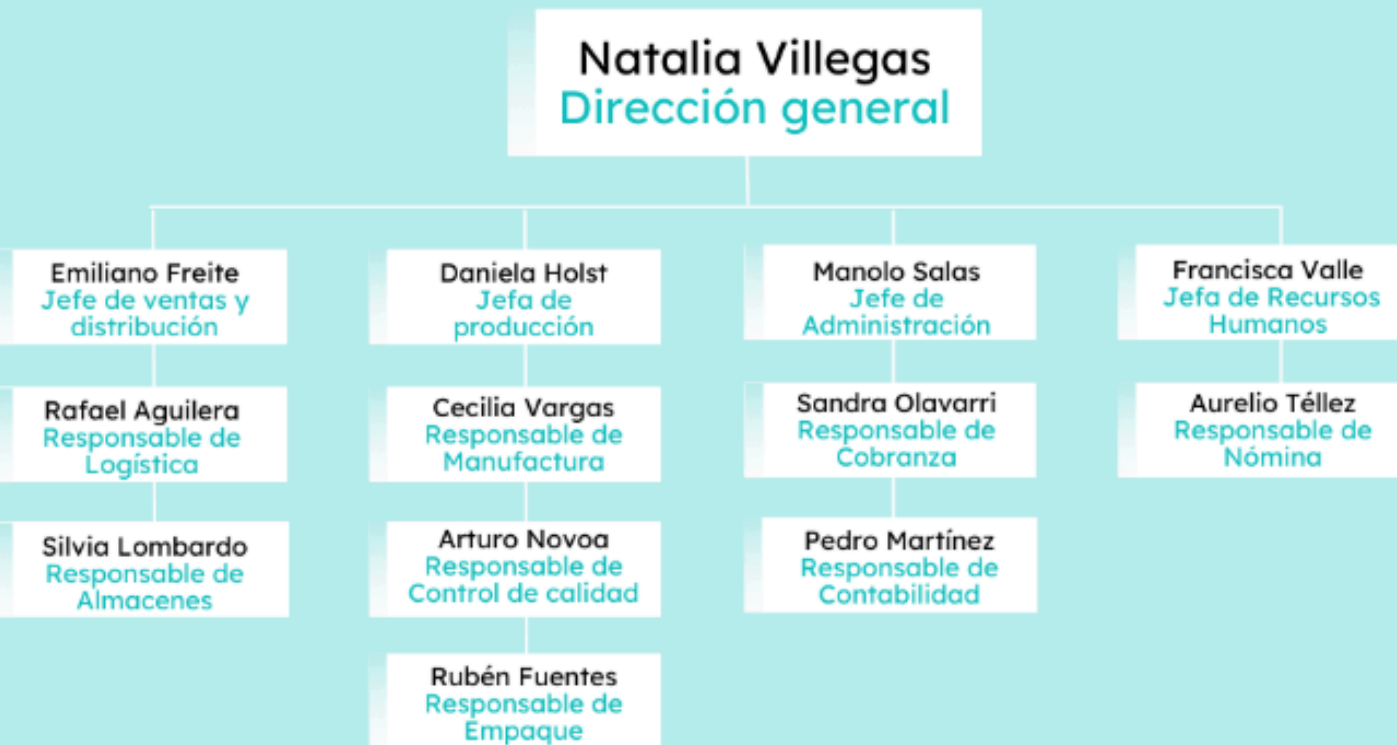 Natalia Villegas
Dirección general
Emiliano Freite
Jefe de ventas y
distribución
Daniela Holst
Jefa de
producción
Manolo Salas
Jefe de
Administración
Francisca Valle
Jefa de Recursos
Humanos
Rafael Aguilera
Responsable de
Logística
Cecilia Vargas
Responsable de
Manufactura
Sandra Olavarri
Responsable de
Cobranza
Aurelio Téllez
Responsable de
Nómina
Silvia Lombardo
Responsable de
Almacenes
Arturo Novoa
Responsable de
Control de calidad
Pedro Martínez
Responsable de
Contabilidad
Rubén Fuentes
Responsable de
Empaque